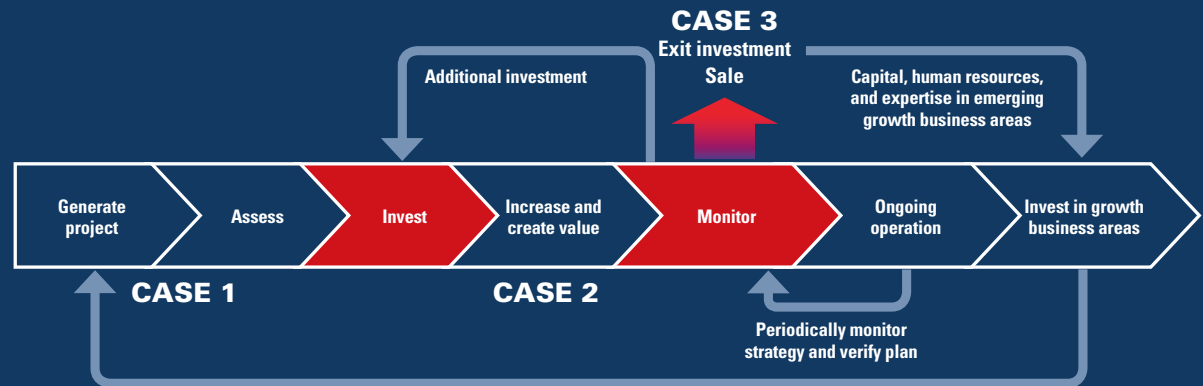 CASE 3
Exit investment
Sale
Additional investment
Capital, human resources,
and expertise in emerging
growth business areas
Generate
project
Assess
Invest
Increase and
create value
Monitor
Ongoing
operation
Invest in growth
business areas
CASE 1
CASE 2
Periodically monitor
strategy and verify plan